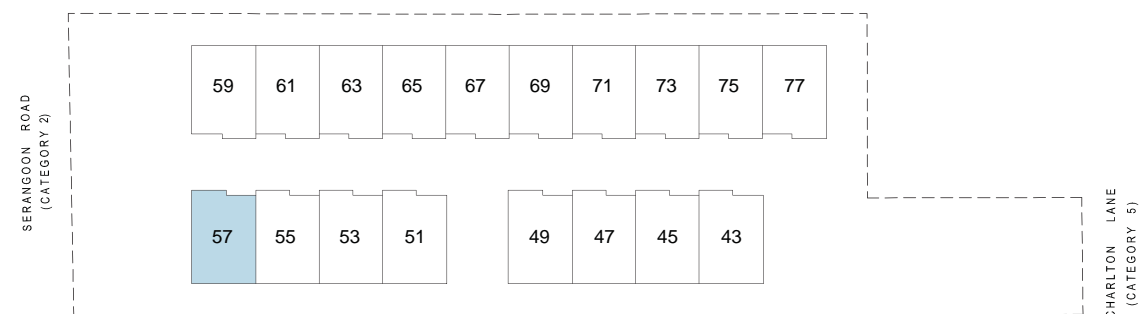 SERANGOON ROAD
(CATEGORY 2)
59 61 63 65 67 69 71 73 75 77
57 55 53 51 49 47 45 43
CHARLTON LANE
(CATEGORY 5)